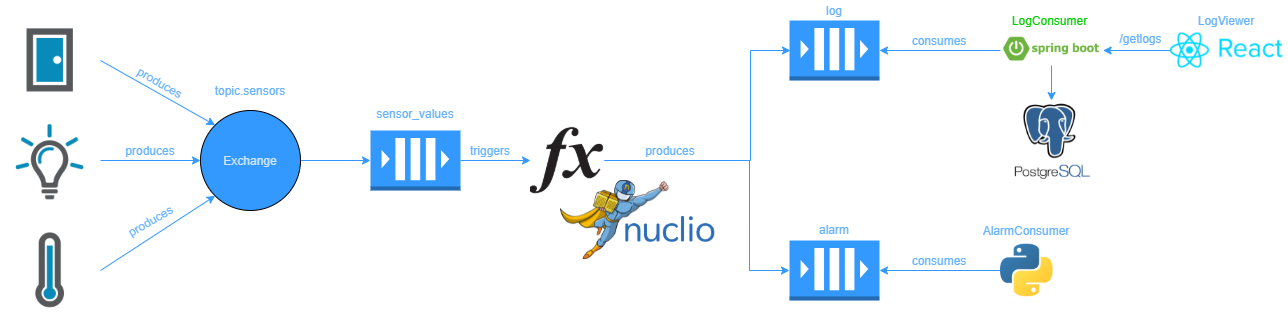 log
LogConsumer
LogViewer
consumes
spring boot
/getlogs
React
produces
topic.sensors
sensor_values
PostgreSQL
produces
Exchange
triggers
fx
produces
produces
nuclio
alarm
AlarmConsumer
consumes